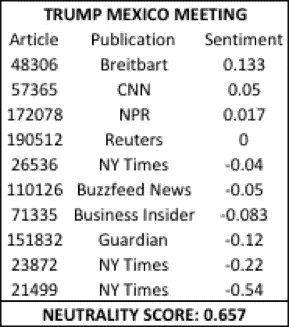 TRUMP MEXICO MEETING
Article Publication Sentiment
48306 Breitbart 0.133
57365 CNN 0.05
172078 NPR 0.017
190512 Reuters 0
26536 NY Times -0.04
110126 Buzzfeed News -0.05
71335 Business Insider -0.083
151832 Guardian -0.12
23872 NY Times -0.22
21499 NY Times -0.54
NEUTRALITY SCORE: 0.657